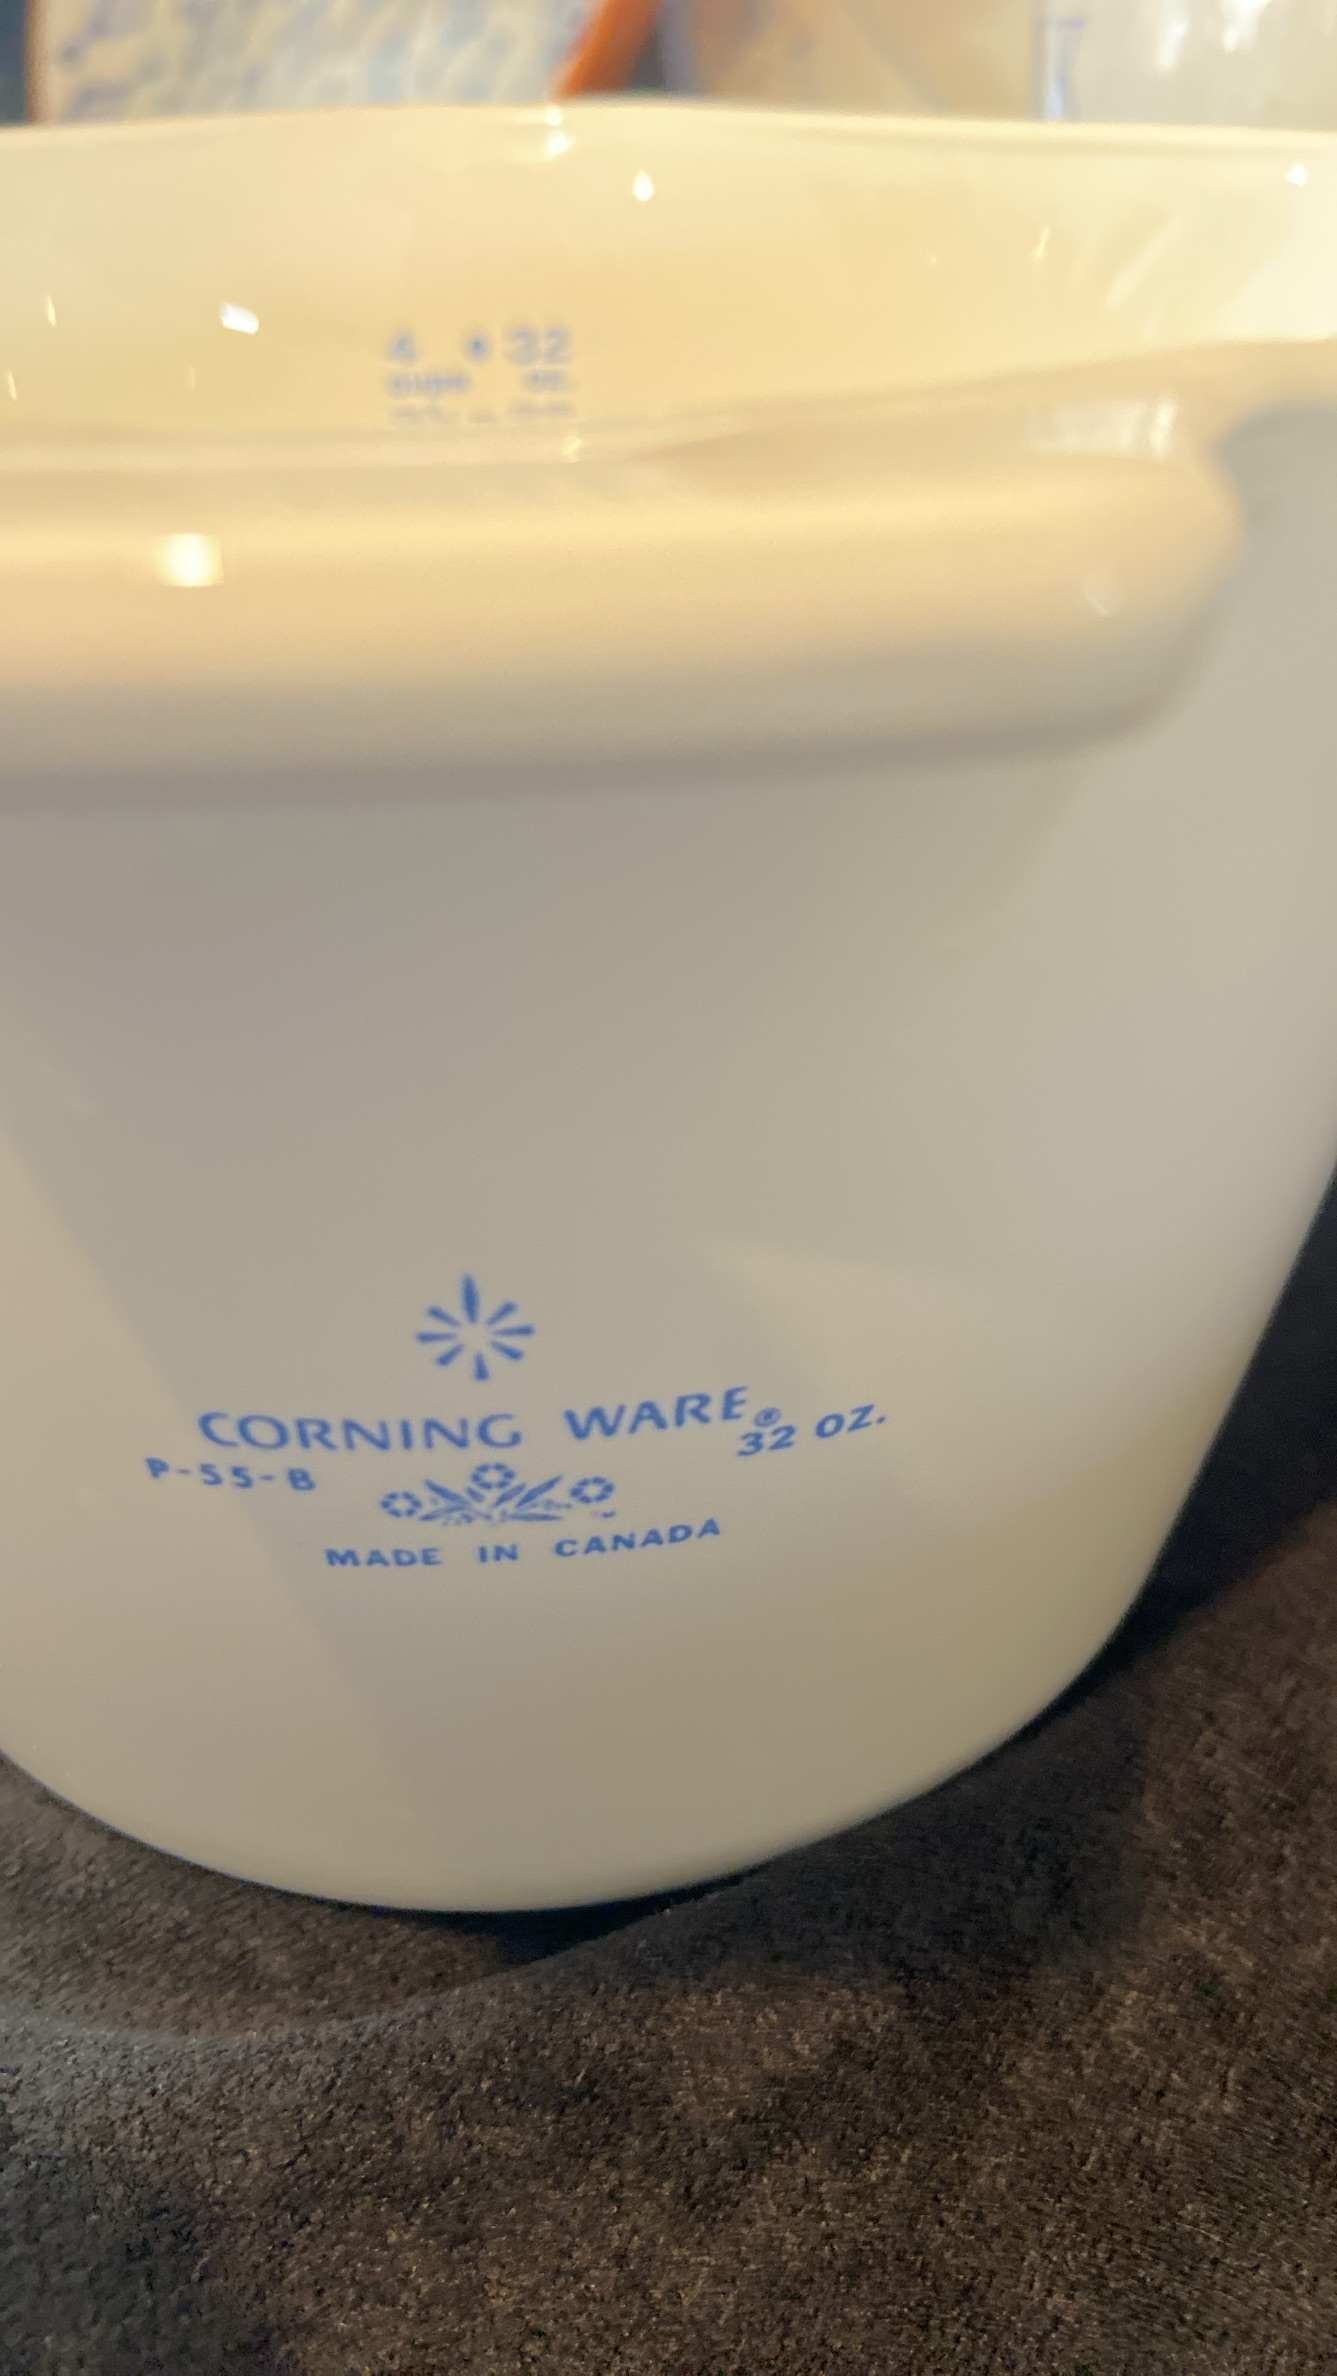 4 32
CORNING WARE®
32 OZ.
P-55-B
MADE IN CANADA